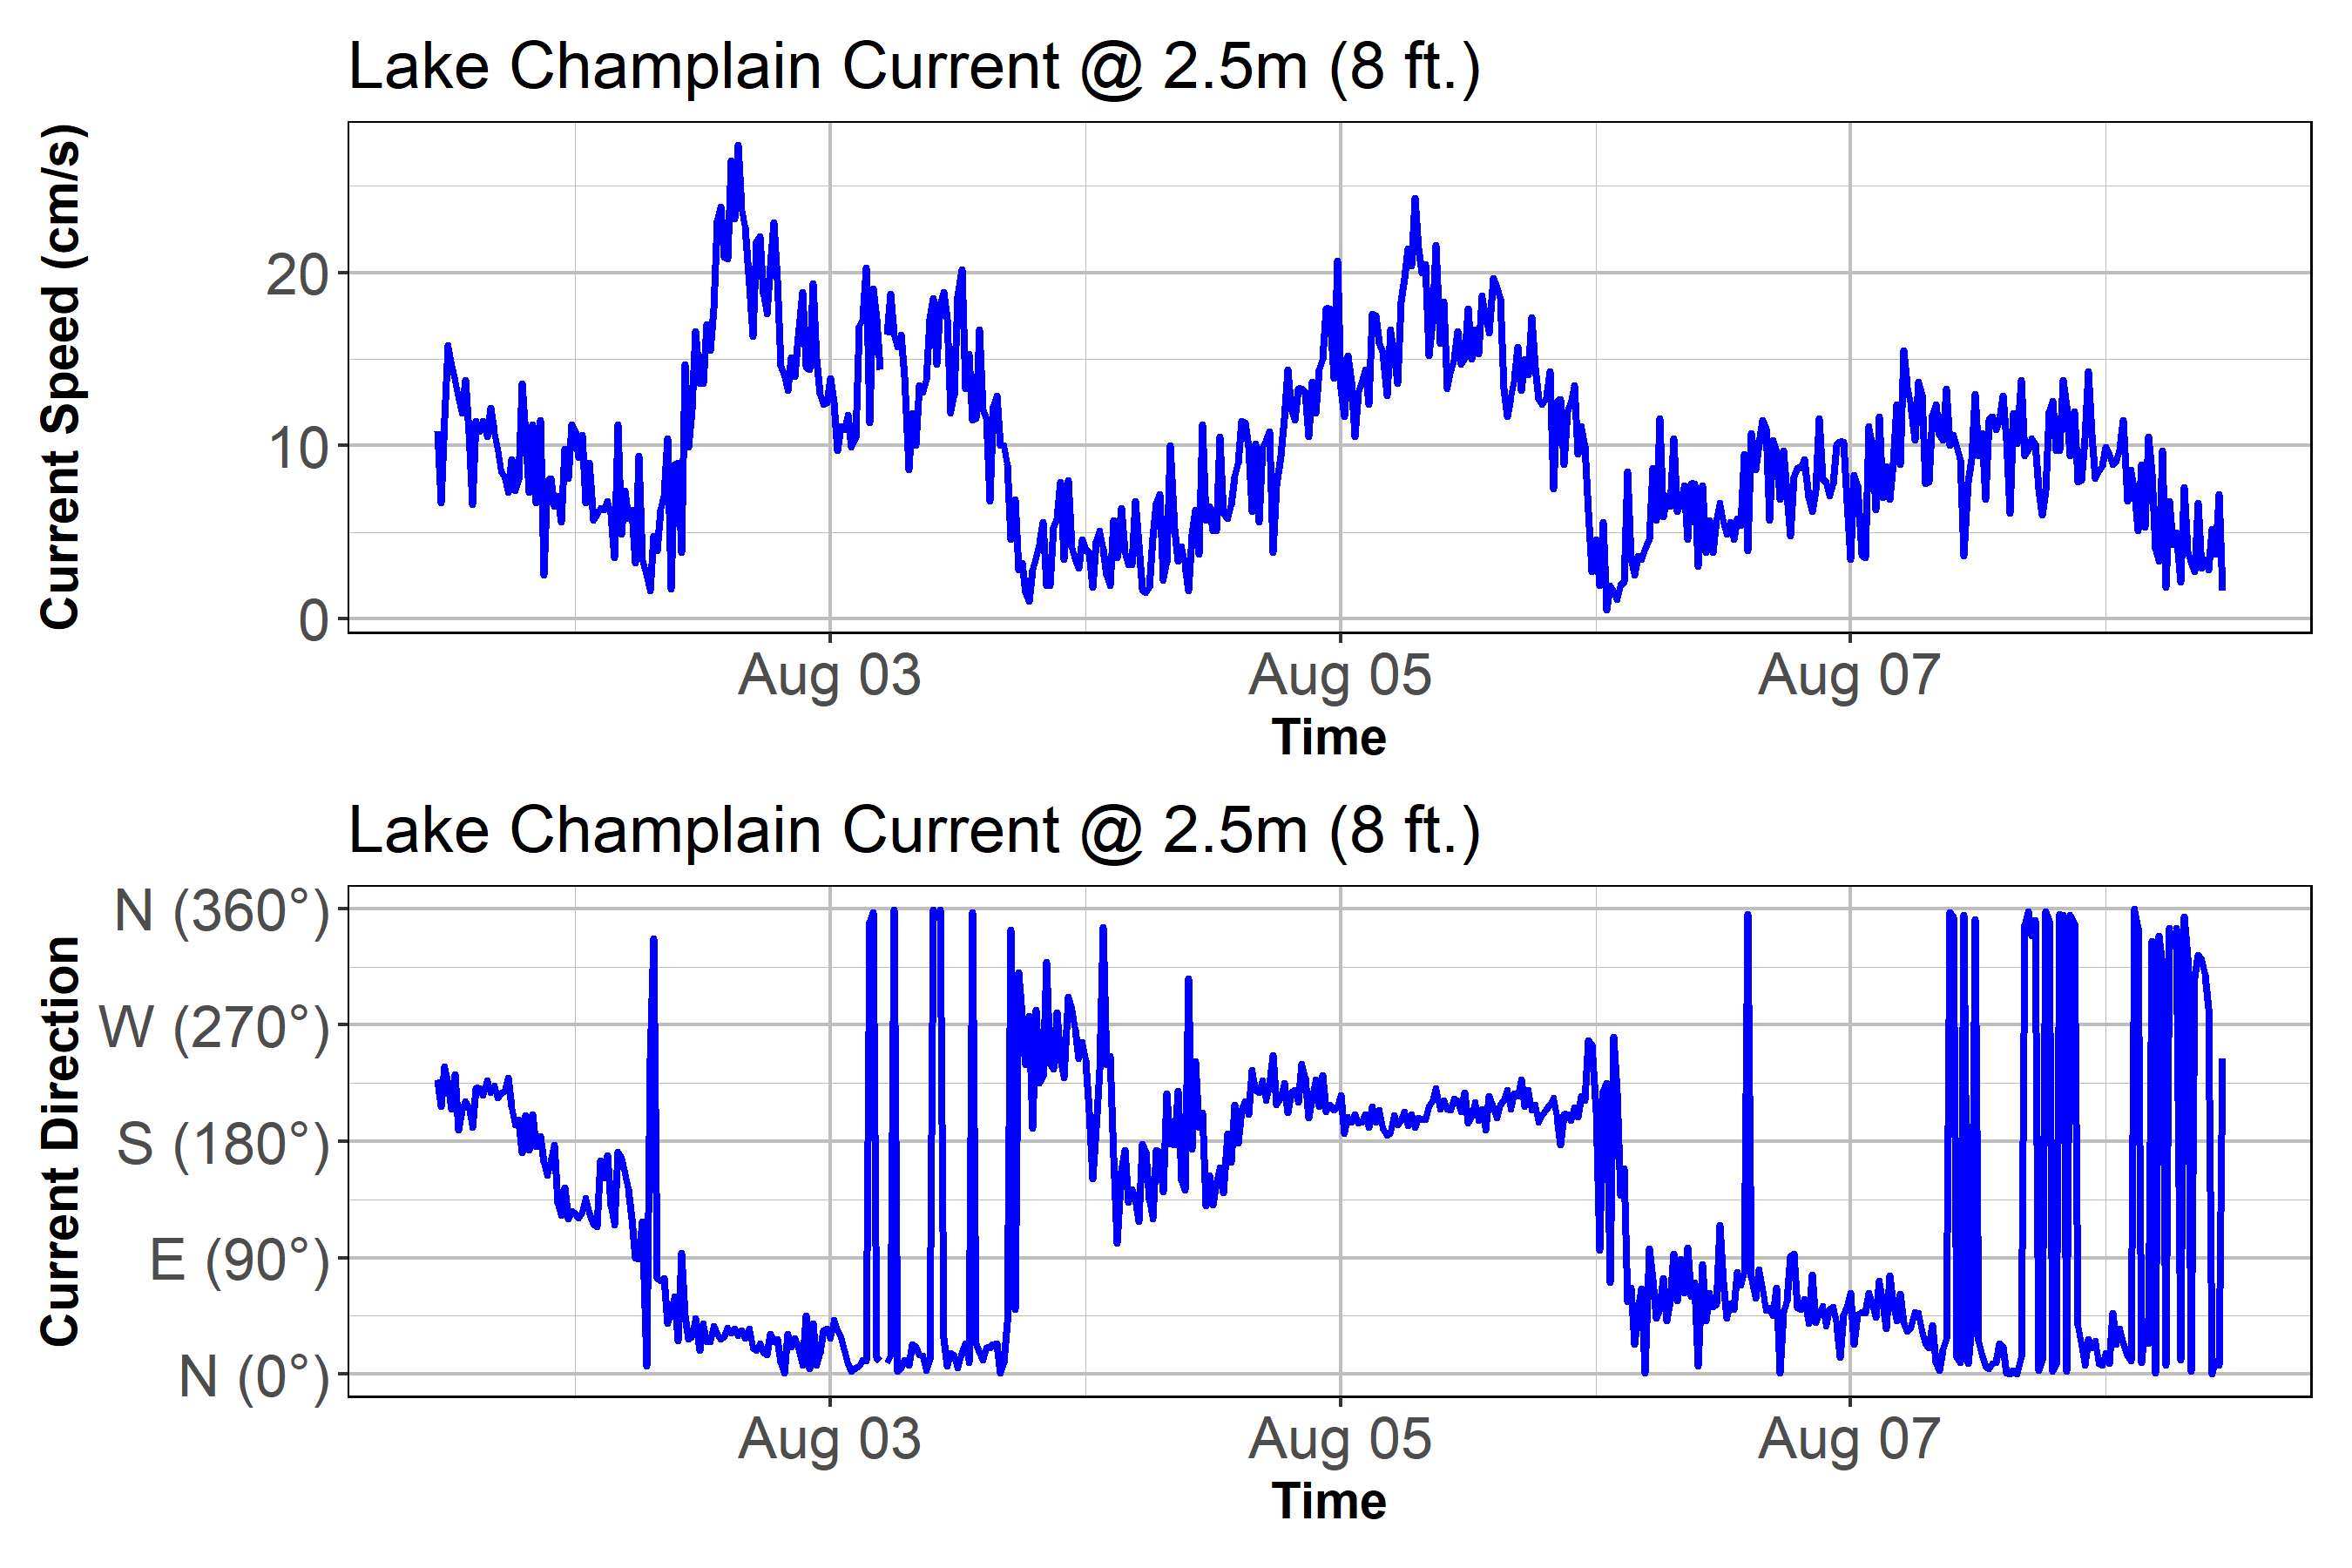 Lake Champlain Current @ 2.5m (8 ft.)
Current Speed (cm/s)
20
10
0
Aug 03 Aug 05 Aug 07
Time
Lake Champlain Current @ 2.5m (8 ft.)
Current Direction
N (360°)
W (270°)
S (180°)
E (90°)
N (0°)
Aug 03 Aug 05 Aug 07
Time